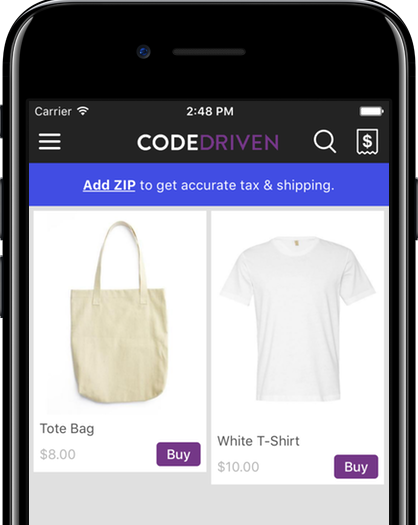 Carrier 2:48 PM
CODEDRIVEN
$
Add ZIP to get accurate tax & shipping.
Tote Bag
$8.00 Buy
White T-Shirt
$10.00 Buy